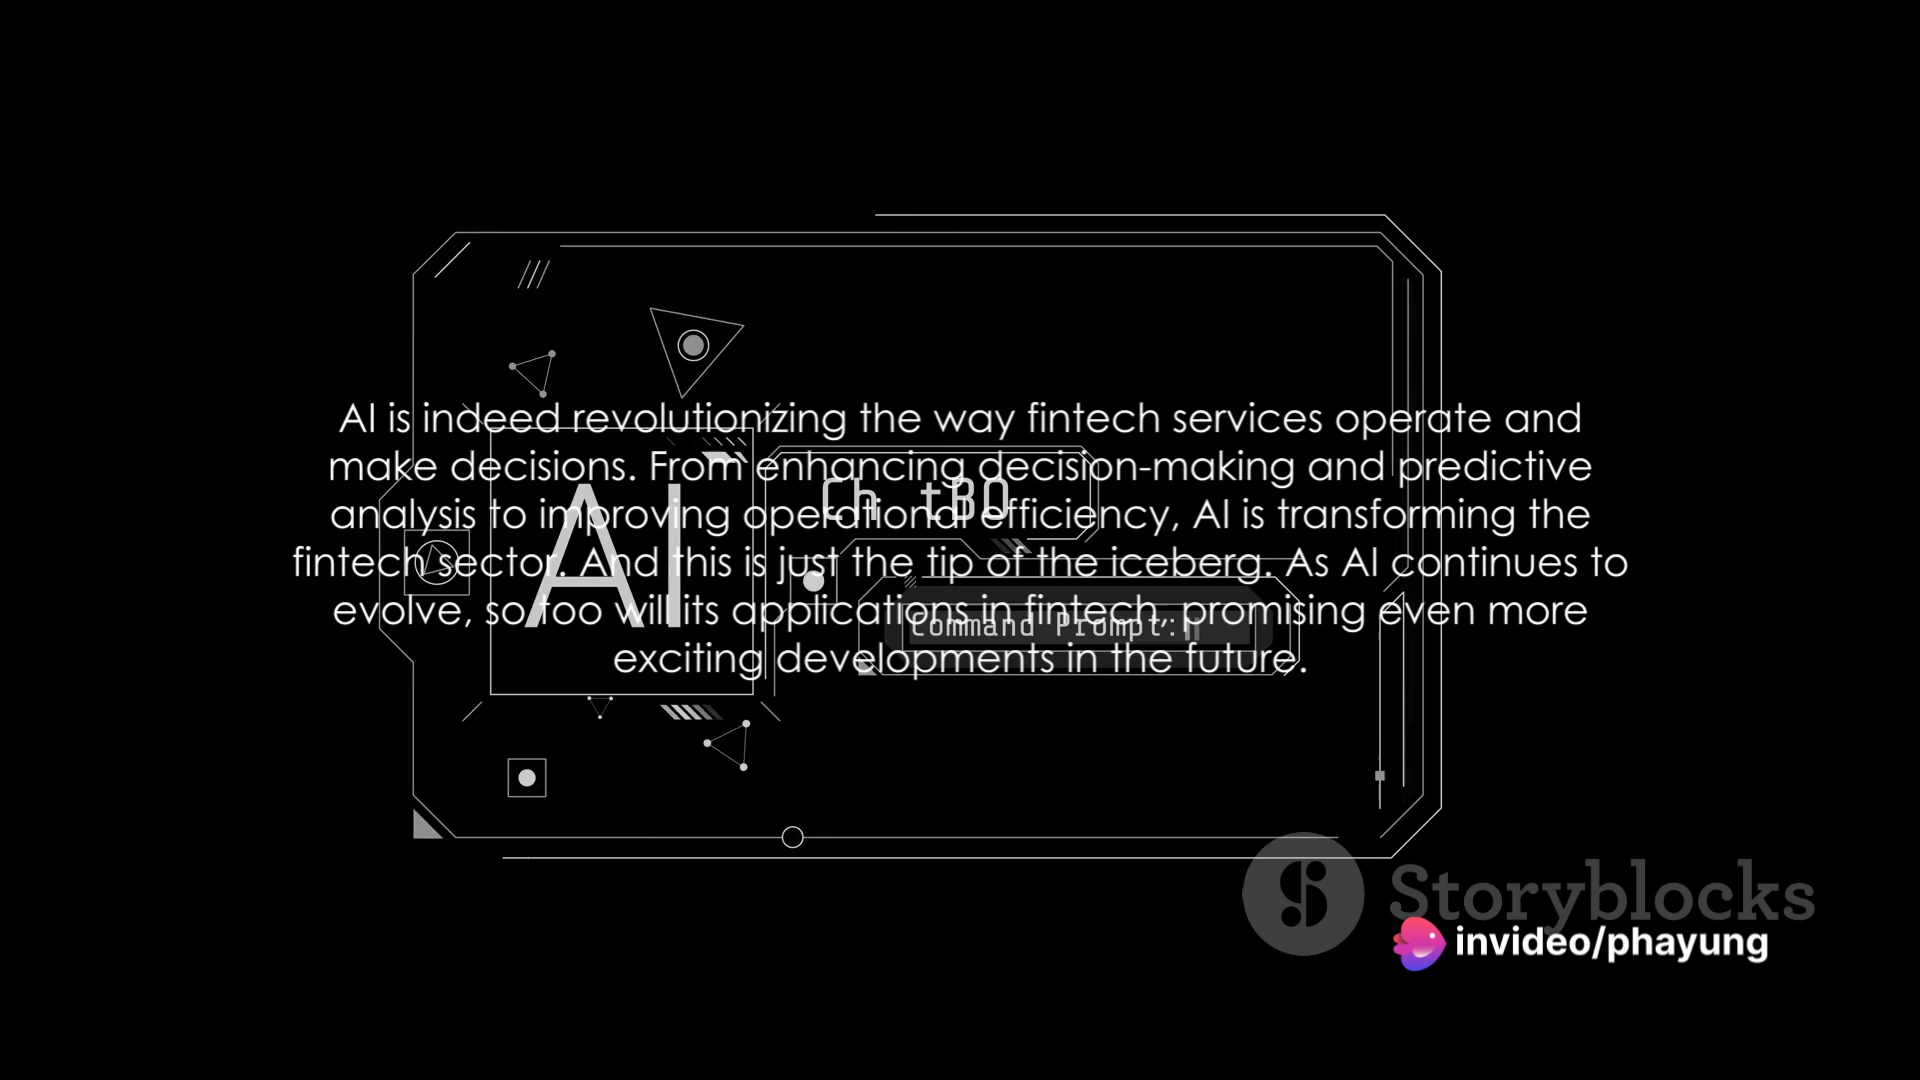 AI is indeed revolutionizing the way fintech services operate and
make decisions. From enhancing decision-making and predictive
analysis to improving operational efficiency, AI is transforming the
fintech sector. And this is just the tip of the iceberg. As AI continues to
evolve, so too will its applications in fintech, promising even more
exciting developments in the future.
AI
Ch tBO
Command Prompt:
Storyblocks
invideo/phayung